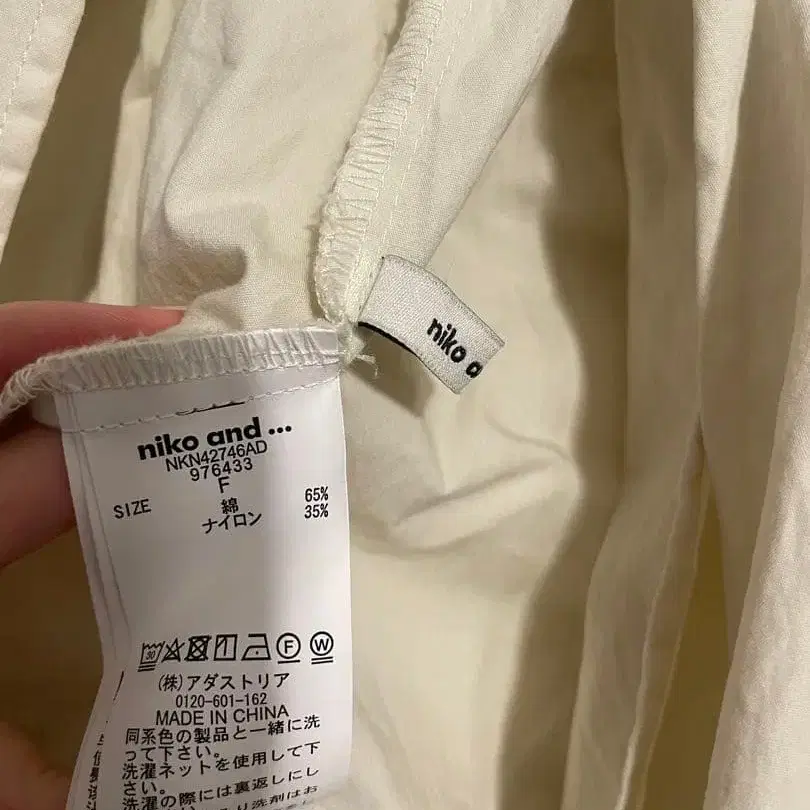 niko a
niko and ...
NKN42746AD
976433
F
SIZE
綿 65%
ナイロン 35%
30
F
W
(株)アダストリア
0120-601-162
MADE IN CHINA
同系色の製品と一緒に洗
って下さい。
洗濯ネットを使用して下
さい。
洗濯の際には裏返しにし